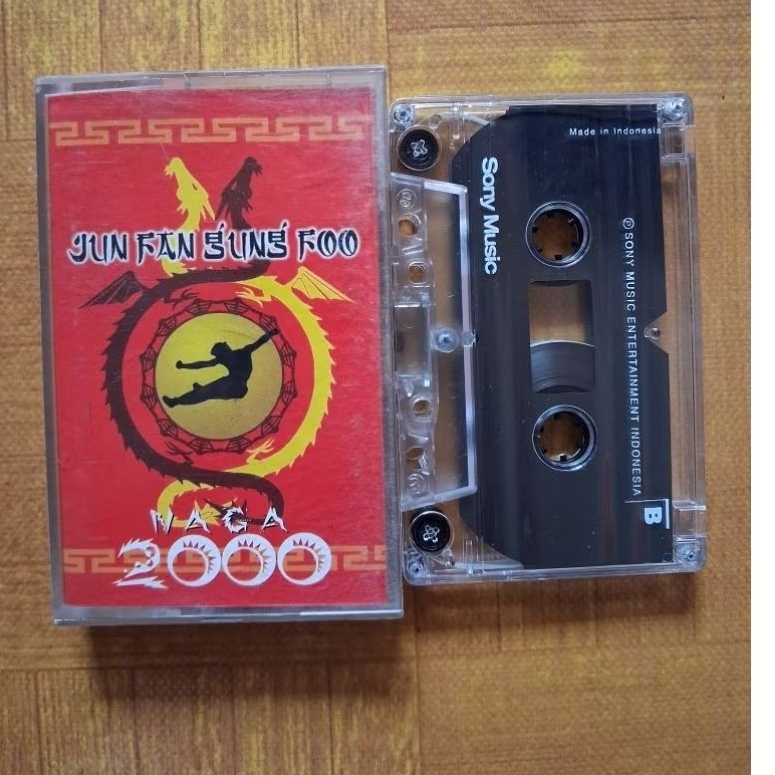 JUN FAN GUNG FOO
NAGA
2000
Made in Indonesia
Sony Music
Ⓟ SONY MUSIC ENTERTAINMENT INDONESIA
B